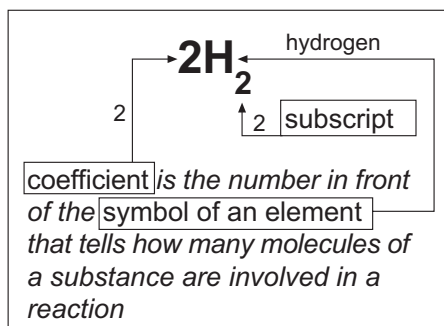 hydrogen
2H₂
2
2 subscript
coefficient is the number in front
of the symbol of an element
that tells how many molecules of
a substance are involved in a
reaction